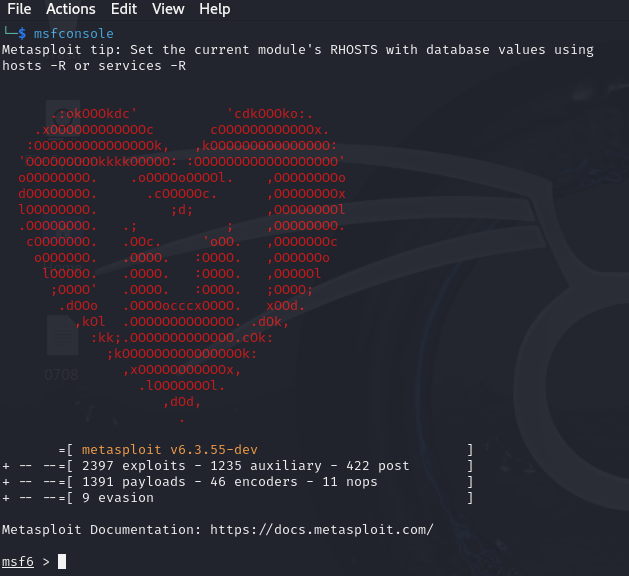 File Actions Edit View Help
└─$ msfconsole
Metasploit tip: Set the current module's RHOSTS with database values using
hosts -R or services -R
.:okOOOkdc'           'cdkOOOko:.
.xOOOOOOOOOOOOc       cOOOOOOOOOOOOx.
:OOOOOOOOOOOOOOOk,   ,kOOOOOOOOOOOOOOO:
'OOOOOOOOOkkkkOOOOO: :OOOOOOOOOOOOOOOOOO'
oOOOOOOOO.    .oOOOOoOOOOl.    ,OOOOOOOOo
dOOOOOOOO.      .cOOOOOc.      ,OOOOOOOOx
lOOOOOOOO.         ;d;         ,OOOOOOOOl
.OOOOOOOO.   .;           ;    ,OOOOOOOO.
cOOOOOOO.   .OOc.     'oOO.   ,OOOOOOOc
oOOOOOO.   .OOOO.   :OOOO.   ,OOOOOOo
lOOOOO.   .OOOO.   :OOOO.   ,OOOOOl
;OOOO'   .OOOO.   :OOOO.   ;OOOO;
.dOOo   .OOOOocccxOOOO.   xOOd.
,kOl   .OOOOOOOOOOOOO. .dOk,
:kk;.OOOOOOOOOOOOO.cOk:
;kOOOOOOOOOOOOOOOk:
,xOOOOOOOOOOOx,
.lOOOOOOOl.
,dOd,
.
0708
=[ metasploit v6.3.55-dev                          ]
+ -- --=[ 2397 exploits - 1235 auxiliary - 422 post       ]
+ -- --=[ 1391 payloads - 46 encoders - 11 nops           ]
+ -- --=[ 9 evasion                                       ]
Metasploit Documentation: https://docs.metasploit.com/
msf6 >